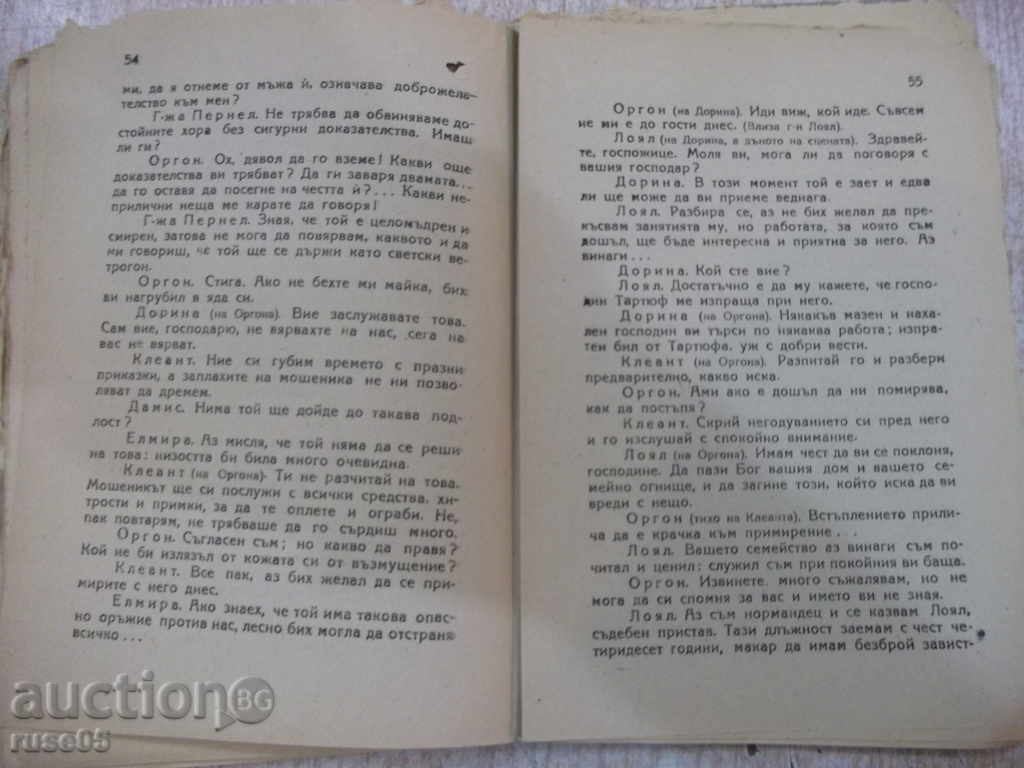 54
ми, да я отнеме от мъжа ѝ, означава доброжела-
телство към мен?
Г-жа Пернел. Не трябва да обвиняваме до-
стойните хора без сигурни доказателства. Имаш
ли ги?
Оргон. Ох, дявол да го вземе! Какви още
доказателства ви трябват? Да ги заваря двамата...
да го оставя да посегне на честта ѝ?... Какви не-
прилични неща ме карате да говоря!
Г-жа Пернел. Зная, че той е целомъдрен и
смирен, затова не мога да повярвам, каквото и да
ми говориш, че той ще се държи като светски ве-
трогон.
Оргон. Стига. Ако не бехте ми майка, бих
ви нагрубил в яда си.
Дорина (на Оргона). Вие заслужавате това.
Сам вие, господарю, не вярвахте на нас, сега на
вас не вярват.
Клеант. Ние си губим времето с празни
приказки, а заплахите на мошеника не ни позво-
ляват да дремем.
Дамис. Нима той ще дойде до такава под-
лост?
Елмира. Аз мисля, че той няма да се реши
на това: низостта би била много очевидна.
Клеант (на Оргона). Ти не разчитай на това.
Мошеникът ще си послужи с всички средства, хи-
трости и примки, за да те оплете и ограби. Не,
пак повтарям, не трябваше да го сърдиш много.
Оргон. Съгласен съм; но какво да правя?
Кой не би излязъл от кожата си от възмущение?
Клеант. Все пак, аз бих желал да се при-
мирите с него днес.
Елмира. Ако знаех, че той има такова опас-
но оръжие против нас, лесно бих могла да отстраня
всичко...
55
Оргон (на Дорина). Иди виж, кой иде. Съвсем
не ми е до гости днес. (Влиза г-н Лоял).
Лоял (на Дорина, в дъното на сцената). Здравей-
те, госпожице. Моля ви, мога ли да поговоря с
вашия господар?
Дорина. В този момент той е зает и едва
ли ще може да ви приеме веднага.
Лоял. Разбира се, аз не бих желал да пре-
късвам занятията му, но работата, за която съм
дошъл, ще бъде интересна и приятна за него. Аз
винаги...
Дорина. Кой сте вие?
Лоял. Достатъчно е да му кажете, че госпо-
дин Тартюф ме изпраща при него.
Дорина (на Оргона). Някакъв мазен и наха-
лен господин ви търси по някаква работа; изпра-
тен бил от Тартюфа, уж с добри вести.
Клеант (на Оргона). Разпитай го и разбери
предварително, какво иска.
Оргон. Ами ако е дошъл да ни помирява,
как да постъпя?
Клеант. Скрий негодуванието си пред него
и го изслушай с спокойно внимание.
Лоял (на Оргона). Имам чест да ви се поклоня,
господине. Да пази Бог вашия дом и вашето се-
мейно огнище, и да загине този, който иска да ви
вреди с нещо.
Оргон (тихо на Клеанта). Встъплението прили-
ча да е крачка към примирение...
Лоял. Вашето семейство аз винаги съм по-
читал и ценил: служил съм при покойния ви баща.
Оргон. Извинете, много съжалявам, но не
мога да си спомня за вас и името ви не зная.
Лоял. Аз съм нормандец и се казвам Лоял,
съдебен пристав. Тази длъжност заемам с чест че-
тиридесет години, макар да имам безброй завист-
auction BG
ruse05